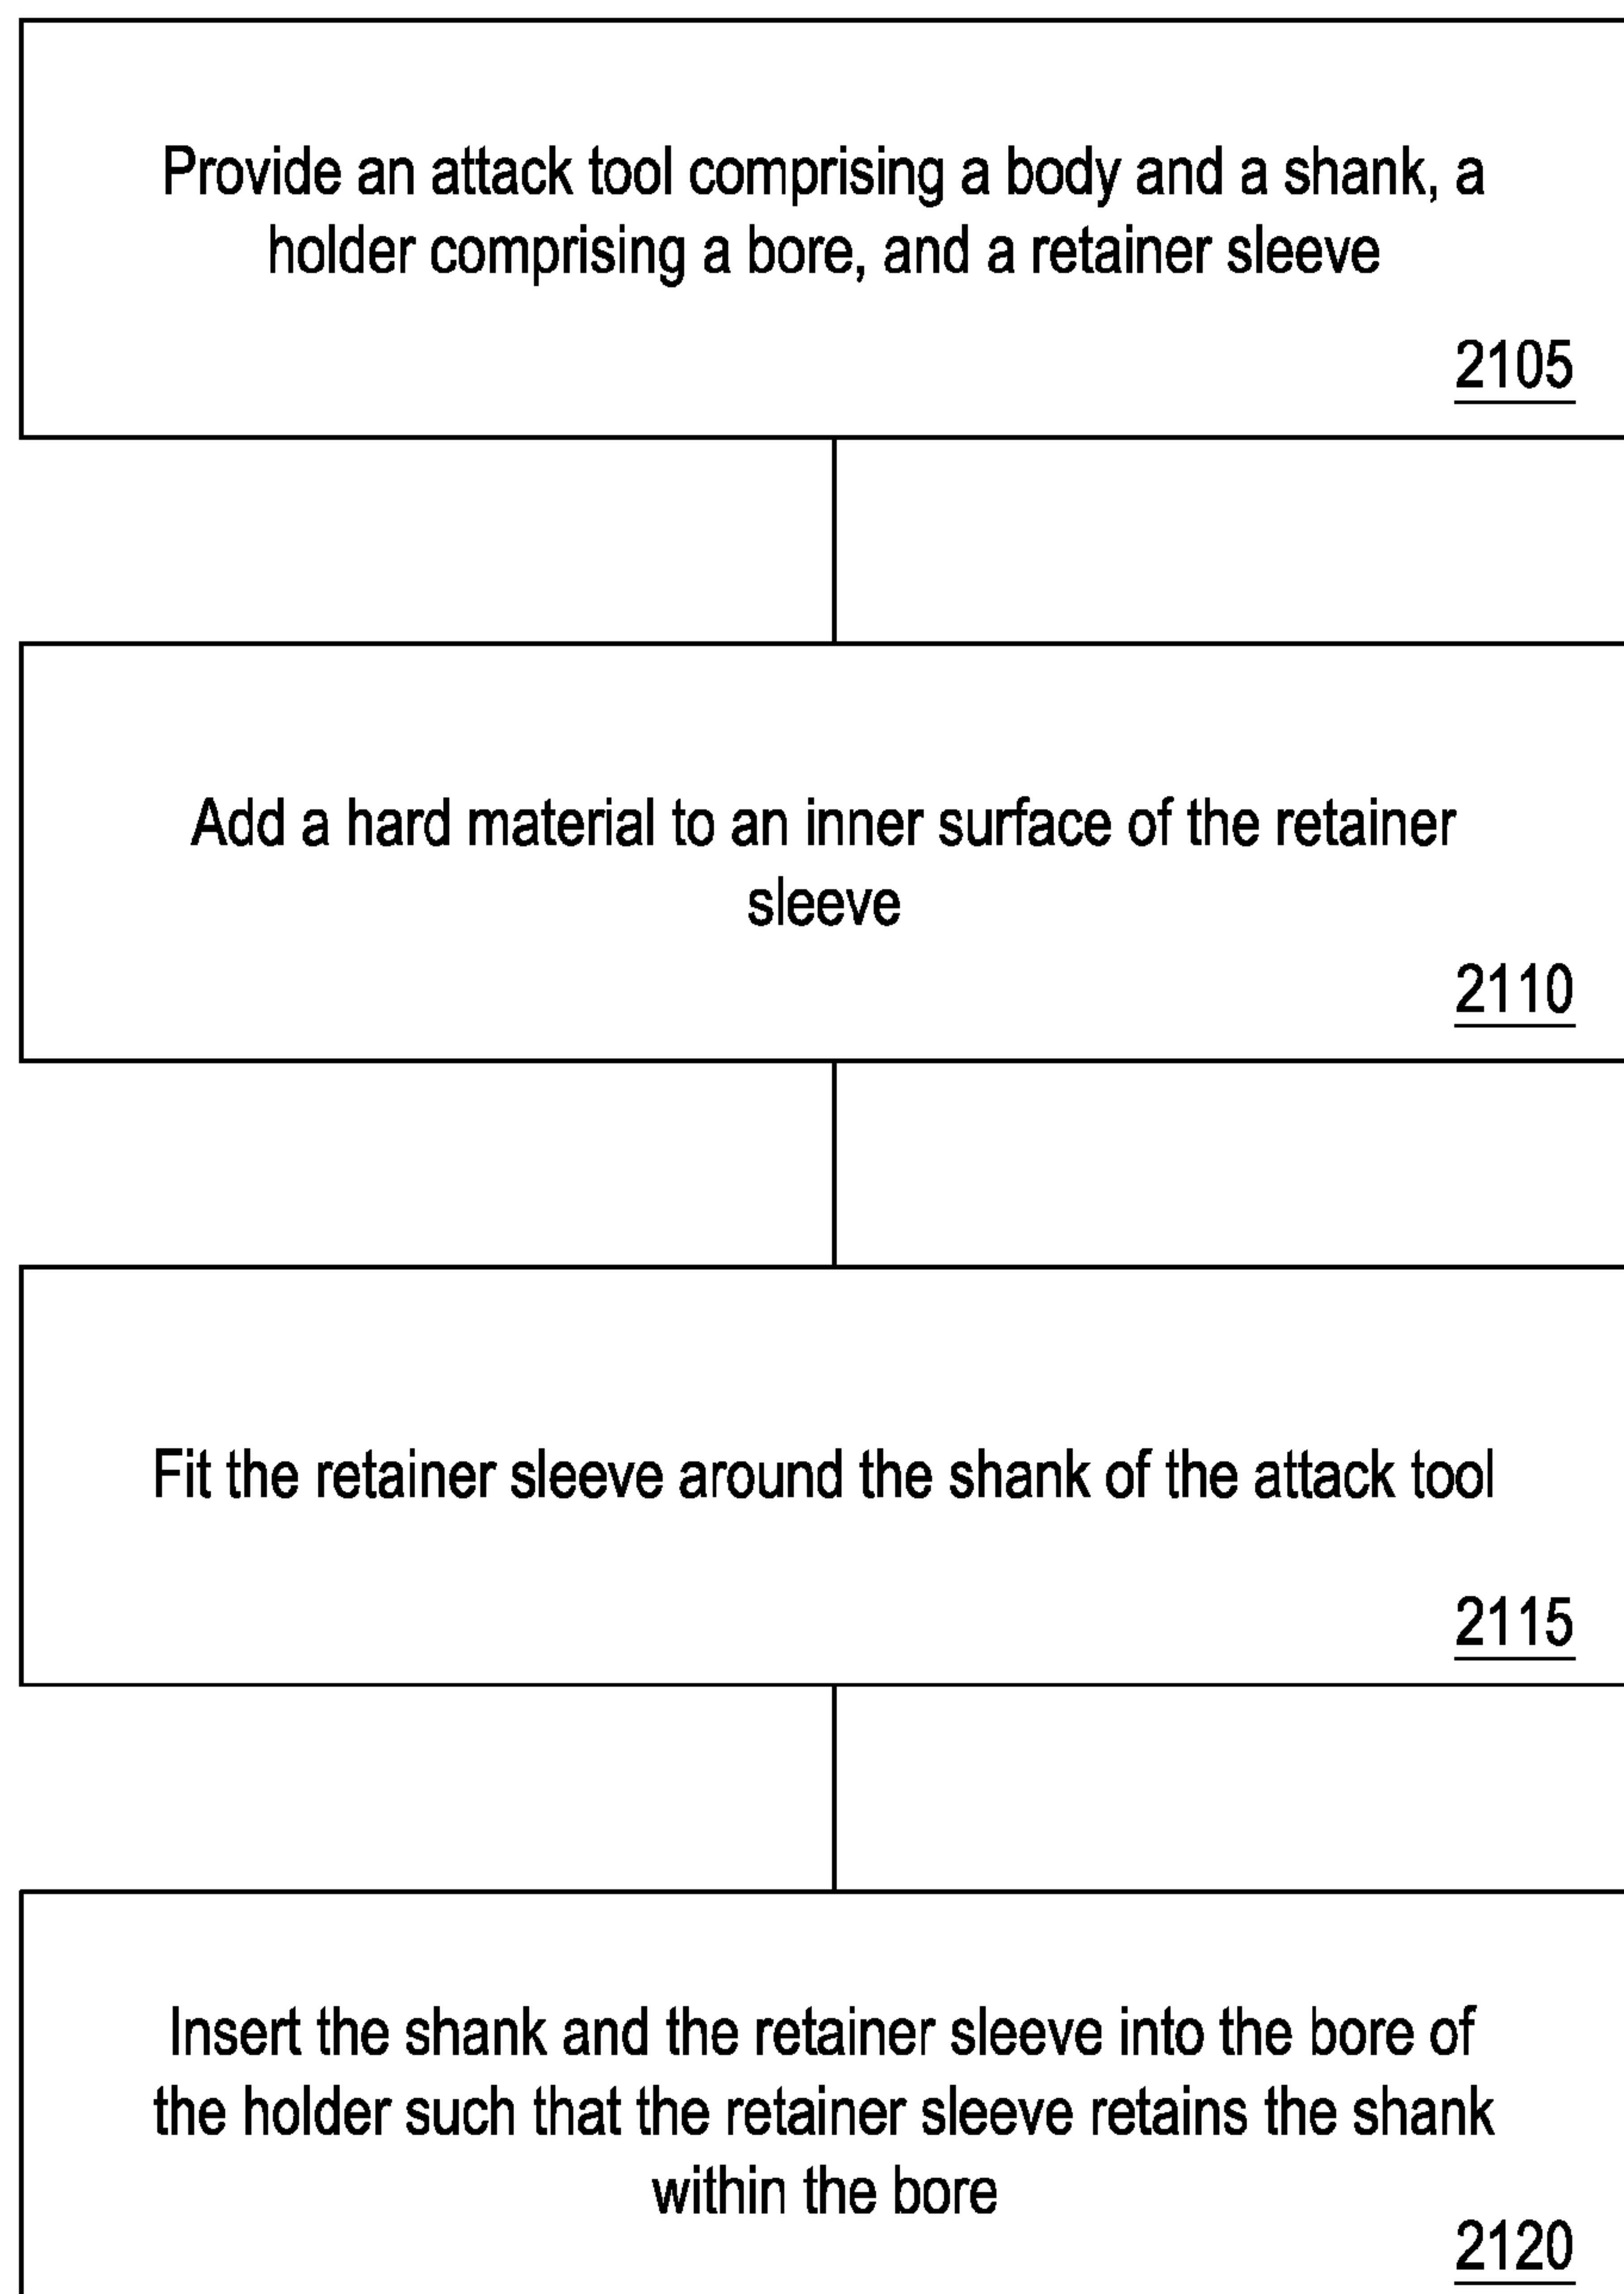 Provide an attack tool comprising a body and a shank, a
holder comprising a bore, and a retainer sleeve
2105
Add a hard material to an inner surface of the retainer
sleeve
2110
Fit the retainer sleeve around the shank of the attack tool
2115
Insert the shank and the retainer sleeve into the bore of
the holder such that the retainer sleeve retains the shank
within the bore
2120